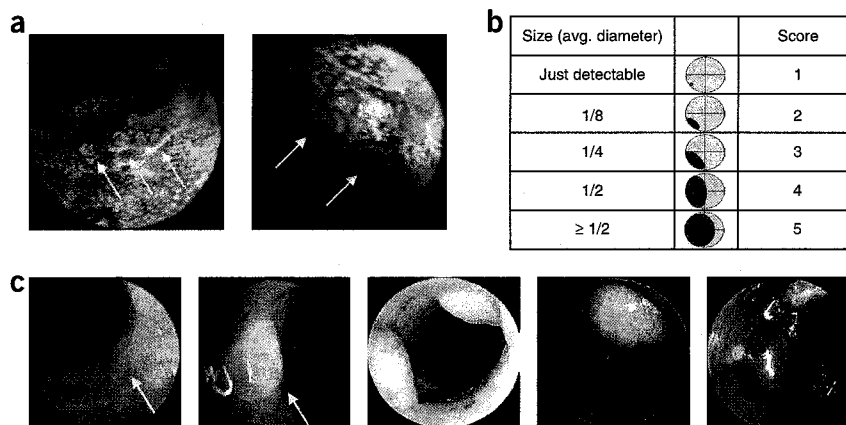 a
b
Size (avg. diameter) Score
Just detectable 1
1/8 2
1/4 3
1/2 4
≥ 1/2 5
c